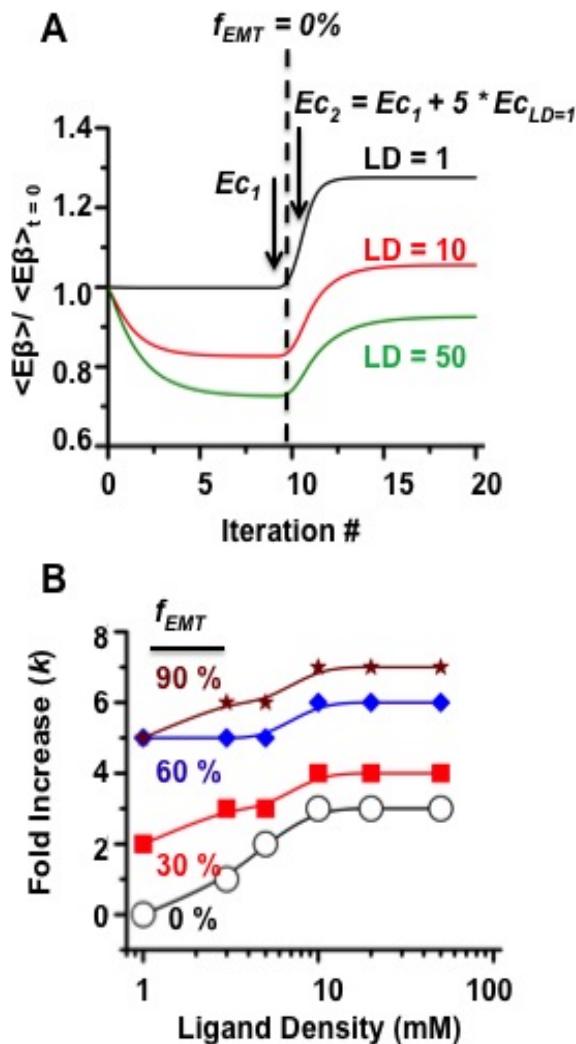 A
f_EMT = 0%
Ec₂ = Ec₁ + 5 * Ec_LD=1
Ec₁
LD = 1
LD = 10
LD = 50
1.4
1.2
1.0
0.8
0.6
<Eβ>/ <Eβ>_t = 0
0 5 10 15 20
Iteration #
B
f_EMT
90 %
60 %
30 %
0 %
8
6
4
2
0
Fold Increase (k)
1 10 100
Ligand Density (mM)